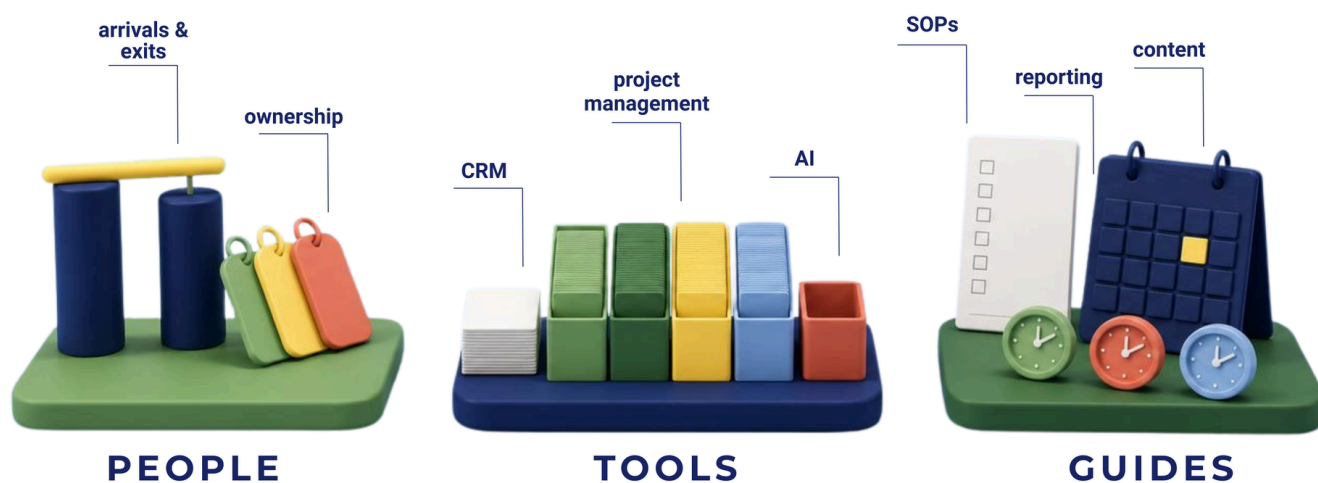 arrivals &
exits
ownership
PEOPLE
CRM
project
management
AI
TOOLS
SOPs
reporting
content
GUIDES